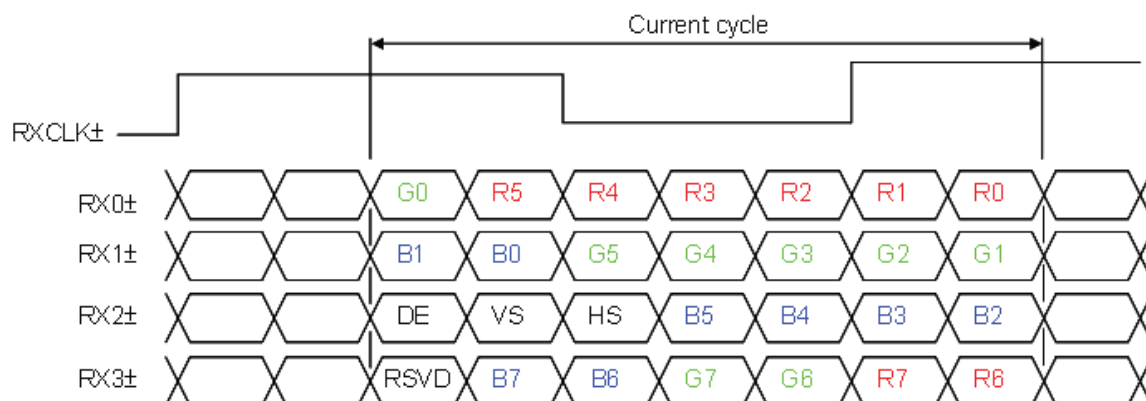 Current cycle
RXCLK±
RX0± G0 R5 R4 R3 R2 R1 R0
RX1± B1 B0 G5 G4 G3 G2 G1
RX2± DE VS HS B5 B4 B3 B2
RX3± RSVD B7 B6 G7 G6 R7 R6